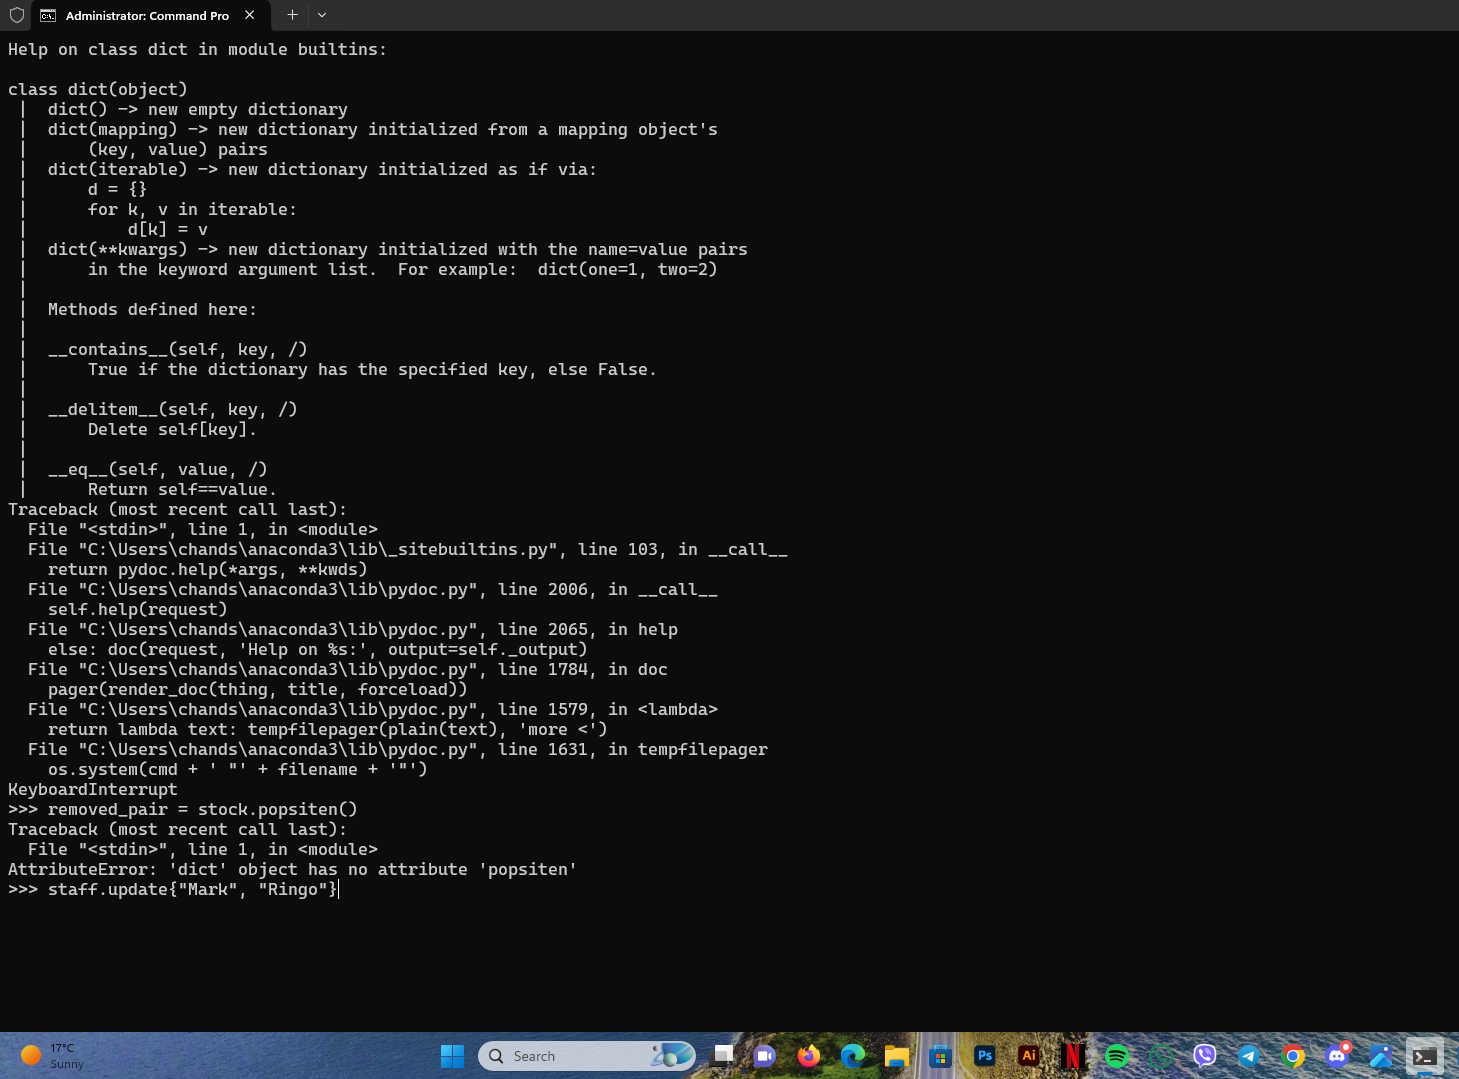 Administrator: Command Pro
Help on class dict in module builtins:
class dict(object)
 |  dict() -> new empty dictionary
 |  dict(mapping) -> new dictionary initialized from a mapping object's
 |      (key, value) pairs
 |  dict(iterable) -> new dictionary initialized as if via:
 |      d = {}
 |      for k, v in iterable:
 |          d[k] = v
 |  dict(**kwargs) -> new dictionary initialized with the name=value pairs
 |      in the keyword argument list.  For example:  dict(one=1, two=2)
 |
 |  Methods defined here:
 |
 |  __contains__(self, key, /)
 |      True if the dictionary has the specified key, else False.
 |
 |  __delitem__(self, key, /)
 |      Delete self[key].
 |
 |  __eq__(self, value, /)
 |      Return self==value.
Traceback (most recent call last):
  File "<stdin>", line 1, in <module>
  File "C:\Users\chands\anaconda3\lib\_sitebuiltins.py", line 103, in __call__
    return pydoc.help(*args, **kwds)
  File "C:\Users\chands\anaconda3\lib\pydoc.py", line 2006, in __call__
    self.help(request)
  File "C:\Users\chands\anaconda3\lib\pydoc.py", line 2065, in help
    else: doc(request, 'Help on %s:', output=self._output)
  File "C:\Users\chands\anaconda3\lib\pydoc.py", line 1784, in doc
    pager(render_doc(thing, title, forceload))
  File "C:\Users\chands\anaconda3\lib\pydoc.py", line 1579, in <lambda>
    return lambda text: tempfilepager(plain(text), 'more <')
  File "C:\Users\chands\anaconda3\lib\pydoc.py", line 1631, in tempfilepager
    os.system(cmd + ' "' + filename + '"')
KeyboardInterrupt
>>> removed_pair = stock.popsiten()
Traceback (most recent call last):
  File "<stdin>", line 1, in <module>
AttributeError: 'dict' object has no attribute 'popsiten'
>>> staff.update{"Mark", "Ringo"}
17°C
Sunny
Search
Ps
Ai
N